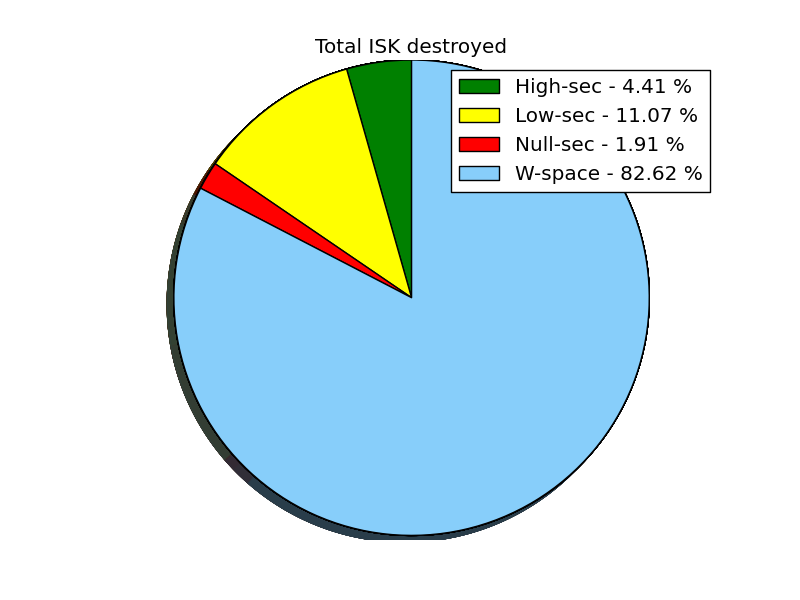 Total ISK destroyed
High-sec - 4.41 %
Low-sec - 11.07 %
Null-sec - 1.91 %
W-space - 82.62 %